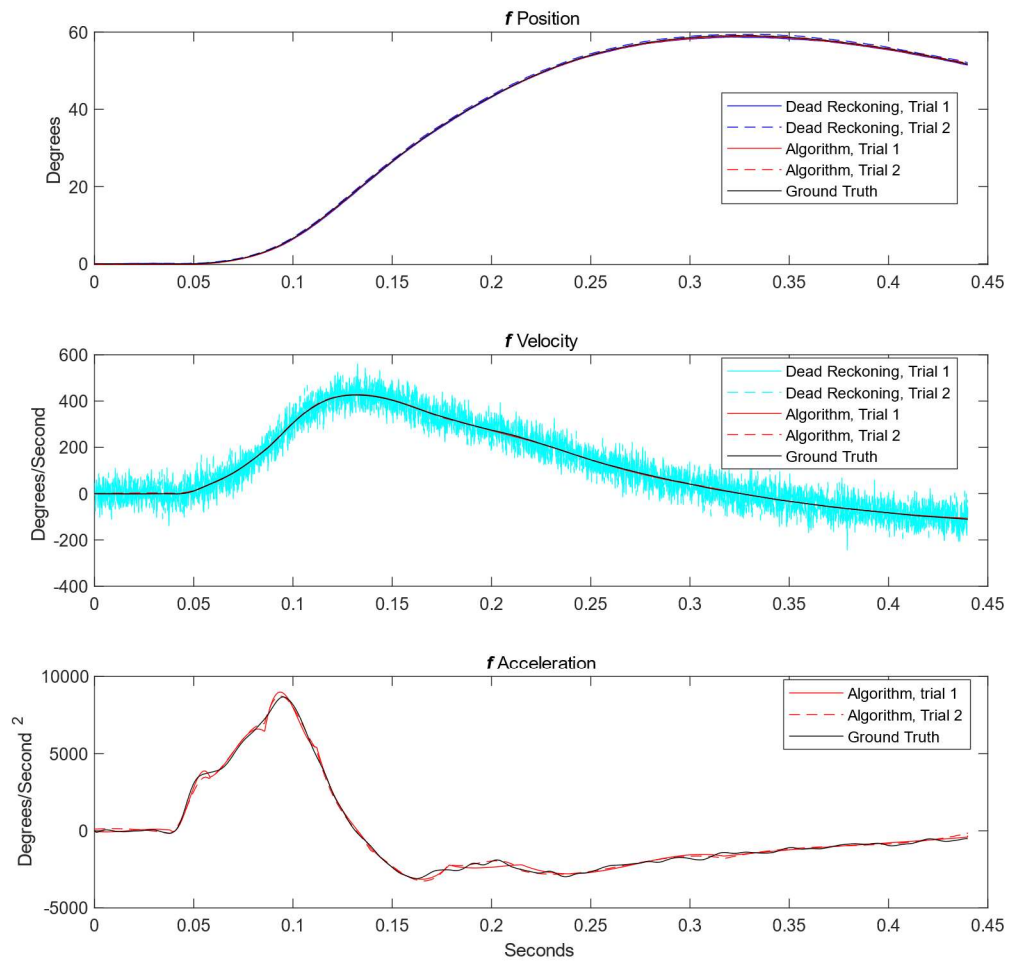 f Position
60
40
20
0
Degrees
Dead Reckoning, Trial 1
Dead Reckoning, Trial 2
Algorithm, Trial 1
Algorithm, Trial 2
Ground Truth
0 0.05 0.1 0.15 0.2 0.25 0.3 0.35 0.4 0.45
f Velocity
600
400
200
0
-200
-400
Degrees/Second
Dead Reckoning, Trial 1
Dead Reckoning, Trial 2
Algorithm, Trial 1
Algorithm, Trial 2
Ground Truth
0 0.05 0.1 0.15 0.2 0.25 0.3 0.35 0.4 0.45
f Acceleration
10000
5000
0
-5000
Degrees/Second 2
Algorithm, trial 1
Algorithm, Trial 2
Ground Truth
0 0.05 0.1 0.15 0.2 0.25 0.3 0.35 0.4 0.45
Seconds